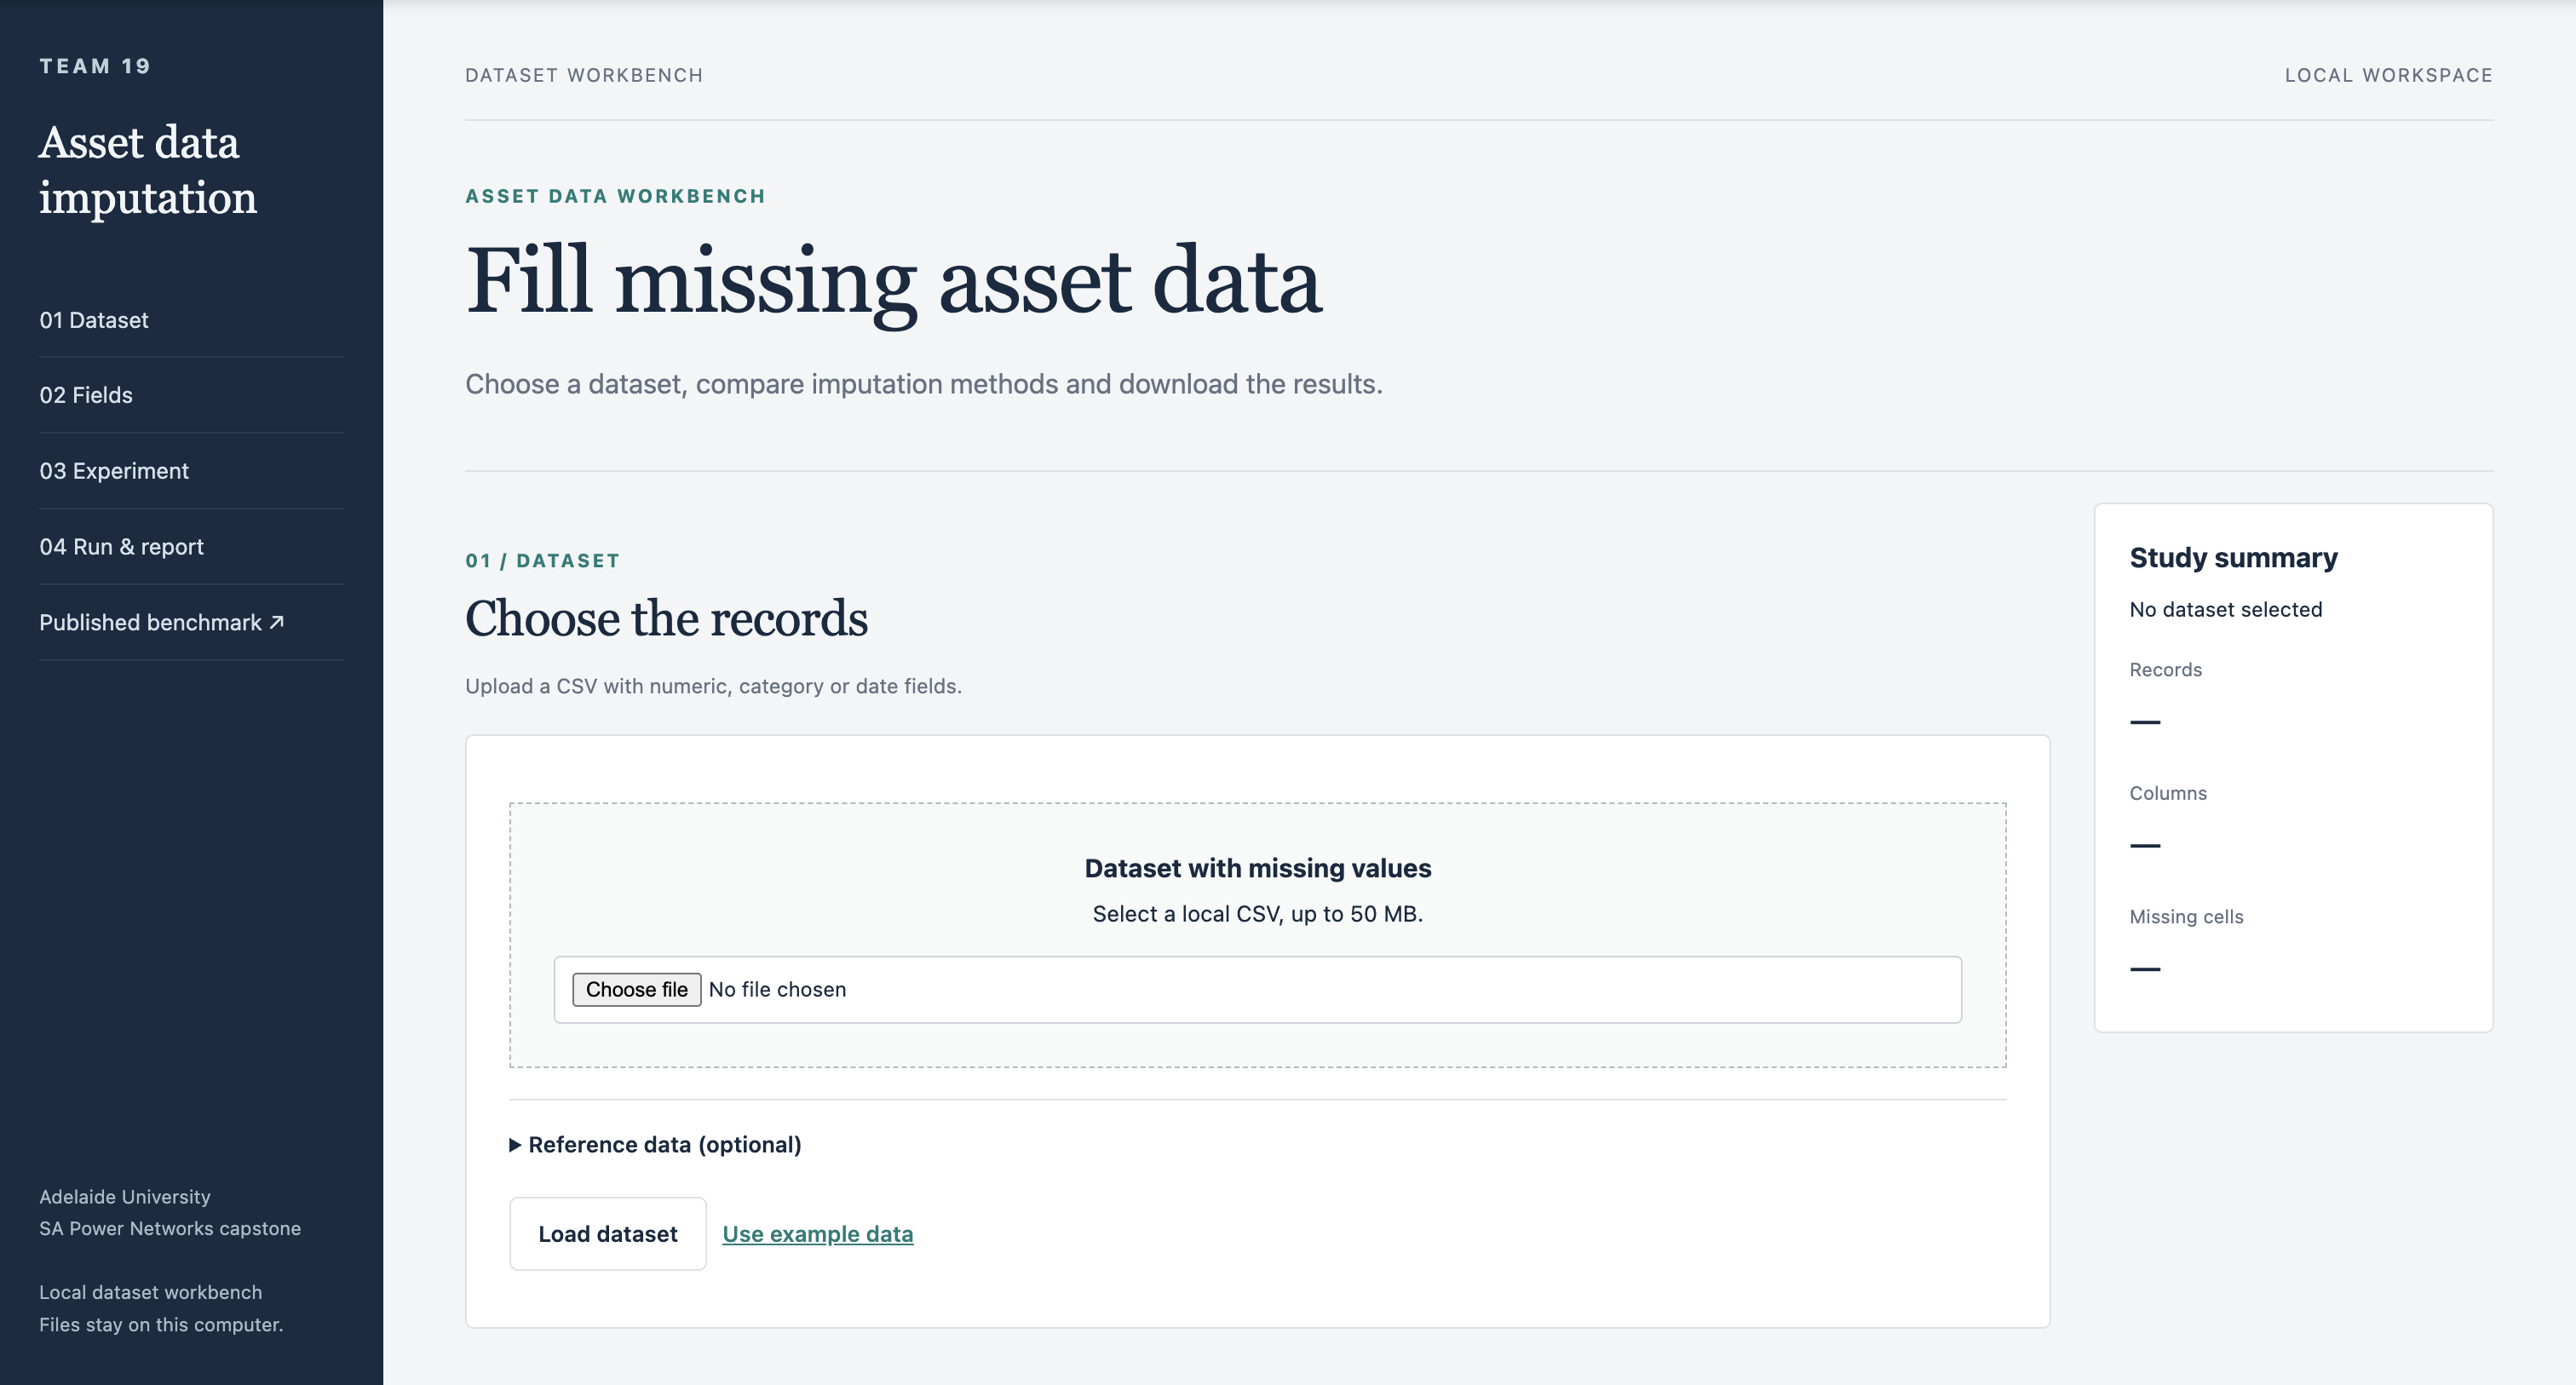 TEAM 19
Asset data
imputation
01 Dataset
02 Fields
03 Experiment
04 Run & report
Published benchmark ↗
Adelaide University
SA Power Networks capstone
Local dataset workbench
Files stay on this computer.
DATASET WORKBENCH
LOCAL WORKSPACE
ASSET DATA WORKBENCH
Fill missing asset data
Choose a dataset, compare imputation methods and download the results.
01 / DATASET
Choose the records
Upload a CSV with numeric, category or date fields.
Dataset with missing values
Select a local CSV, up to 50 MB.
Choose file No file chosen
▶ Reference data (optional)
Load dataset Use example data
Study summary
No dataset selected
Records
—
Columns
—
Missing cells
—